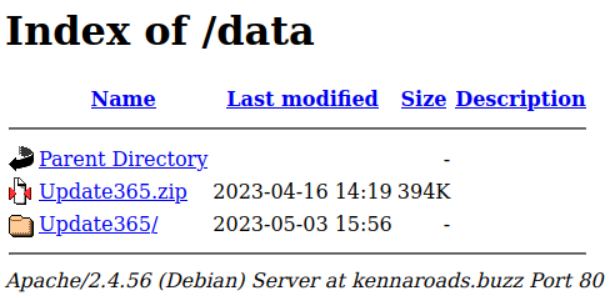 Index of /data
Name Last modified Size Description
Parent Directory -
Update365.zip 2023-04-16 14:19 394K
Update365/ 2023-05-03 15:56 -
Apache/2.4.56 (Debian) Server at kennaroads.buzz Port 80